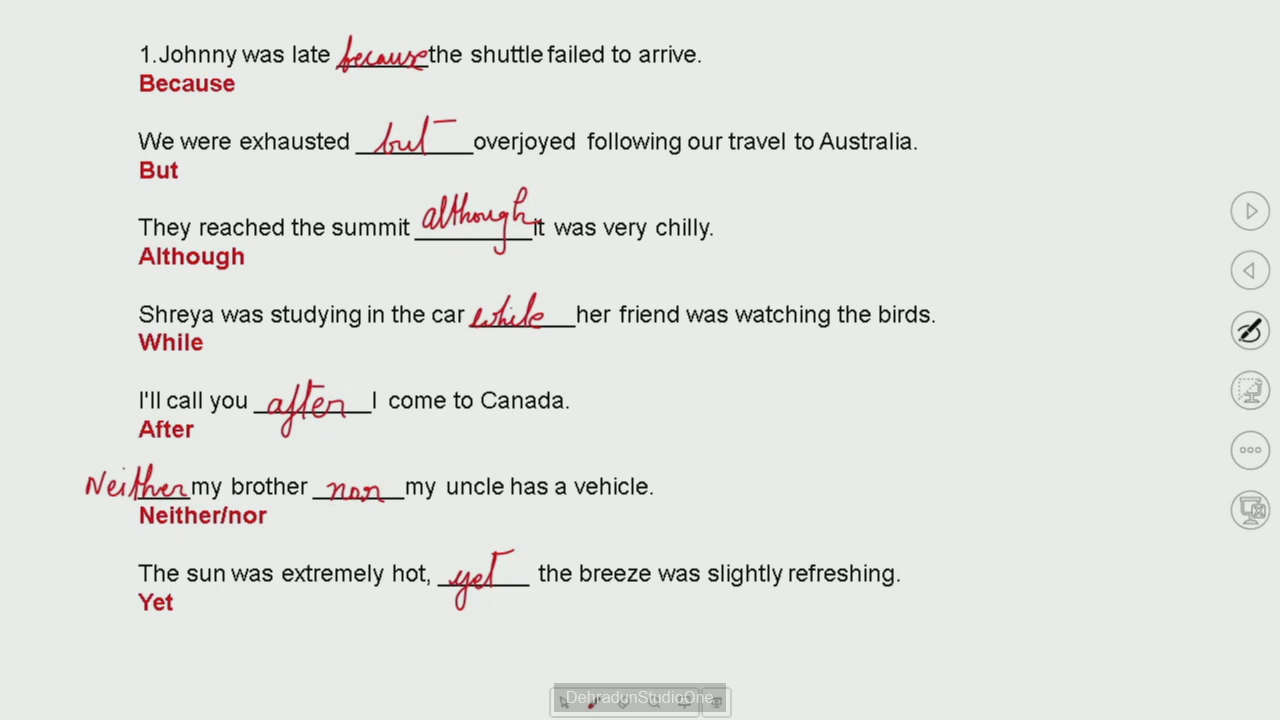 1.Johnny was late because the shuttle failed to arrive.
Because
We were exhausted but overjoyed following our travel to Australia.
But
They reached the summit although it was very chilly.
Although
Shreya was studying in the car while her friend was watching the birds.
While
I'll call you after I come to Canada.
After
Neither my brother nor my uncle has a vehicle.
Neither/nor
The sun was extremely hot, yet the breeze was slightly refreshing.
Yet
DehradunStudioOne